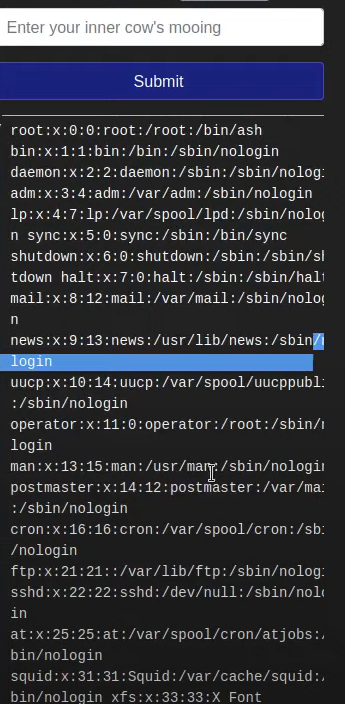 Enter your inner cow's mooing
Submit
root:x:0:0:root:/root:/bin/ash
bin:x:1:1:bin:/bin:/sbin/nologin
daemon:x:2:2:daemon:/sbin:/sbin/nologi
adm:x:3:4:adm:/var/adm:/sbin/nologin
lp:x:4:7:lp:/var/spool/lpd:/sbin/nolog
n sync:x:5:0:sync:/sbin:/bin/sync
shutdown:x:6:0:shutdown:/sbin:/sbin/sh
tdown halt:x:7:0:halt:/sbin:/sbin/halt
mail:x:8:12:mail:/var/mail:/sbin/nolog
n
news:x:9:13:news:/usr/lib/news:/sbin/n
login
uucp:x:10:14:uucp:/var/spool/uucppubli
:/sbin/nologin
operator:x:11:0:operator:/root:/sbin/n
login
man:x:13:15:man:/usr/man:/sbin/nologin
postmaster:x:14:12:postmaster:/var/mai
:/sbin/nologin
cron:x:16:16:cron:/var/spool/cron:/sbi
/nologin
ftp:x:21:21::/var/lib/ftp:/sbin/nologi
sshd:x:22:22:sshd:/dev/null:/sbin/nolo
in
at:x:25:25:at:/var/spool/cron/atjobs:/
bin/nologin
squid:x:31:31:Squid:/var/cache/squid:/
bin/nologin xfs:x:33:33:X Font